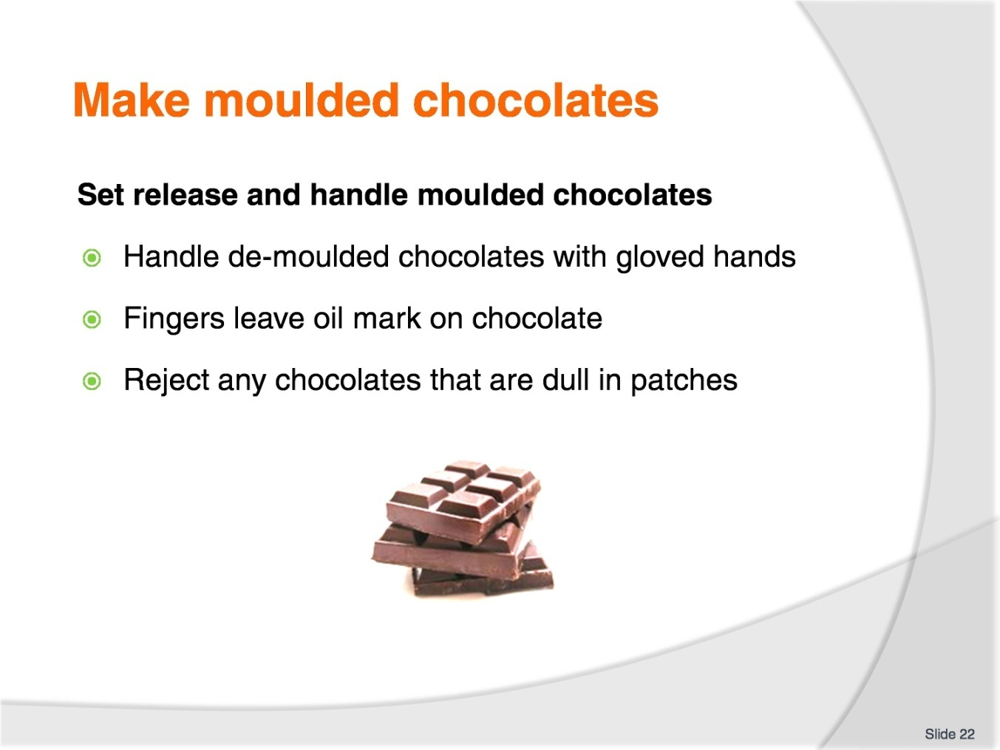 Make moulded chocolates
Set release and handle moulded chocolates
Handle de-moulded chocolates with gloved hands
Fingers leave oil mark on chocolate
Reject any chocolates that are dull in patches
Slide 22